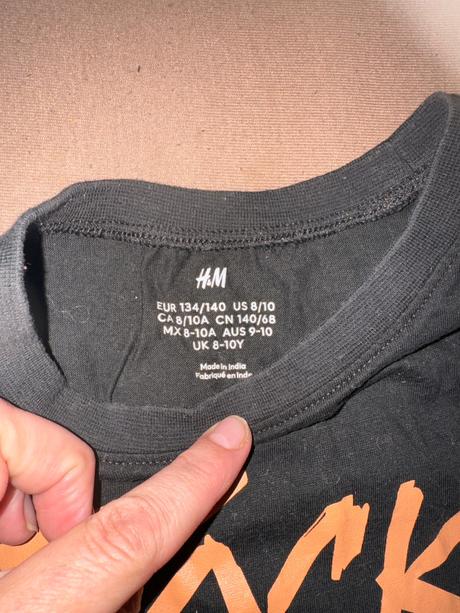 H&M
EUR 134/140 US 8/10
CA 8/10A CN 140/68
MX 8-10A AUS 9-10
UK 8-10Y
Made in India
Fabriqué en Inde
OCK